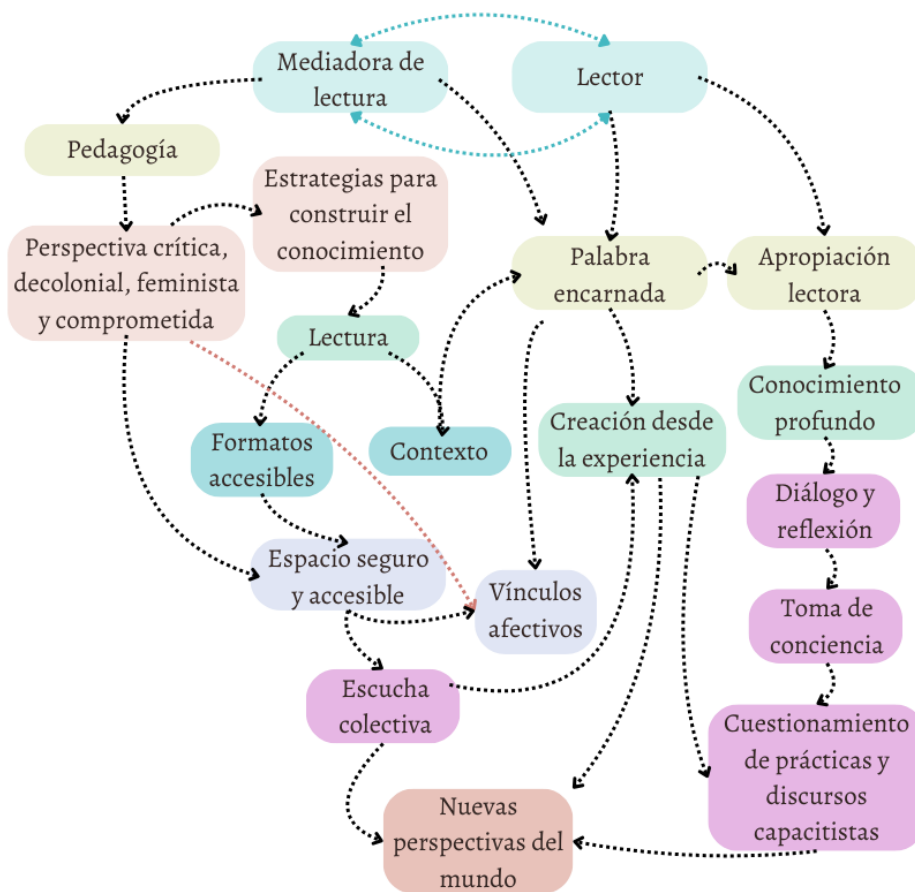 Mediadora de
lectura
Lector
Pedagogía
Estrategias para
construir el
conocimiento
Perspectiva crítica,
decolonial, feminista
y comprometida
Palabra
encarnada
Apropiación
lectora
Lectura
Conocimiento
profundo
Formatos
accesibles
Contexto
Creación desde
la experiencia
Diálogo y
reflexión
Espacio seguro
y accesible
Vínculos
afectivos
Toma de
conciencia
Escucha
colectiva
Cuestionamiento
de prácticas y
discursos
capacitistas
Nuevas
perspectivas del
mundo